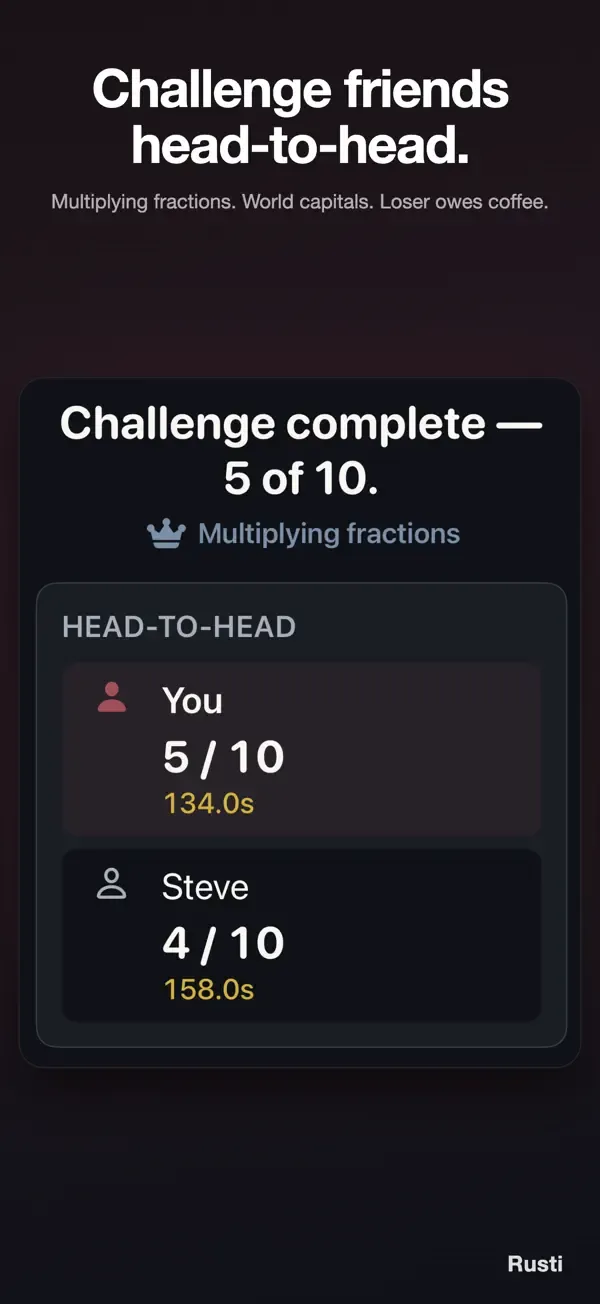 Challenge friends
head-to-head.
Multiplying fractions. World capitals. Loser owes coffee.
Challenge complete —
5 of 10.
Multiplying fractions
HEAD-TO-HEAD
You
5 / 10
134.0s
Steve
4 / 10
158.0s
Rusti